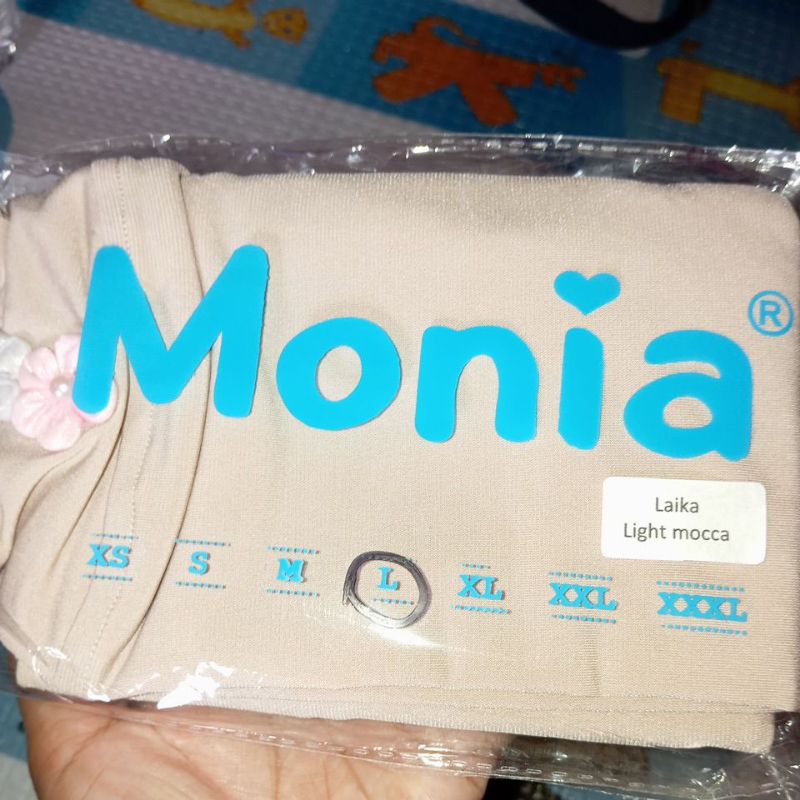 Monia®
Laika
Light mocca
XS S M L XL XXL XXXL